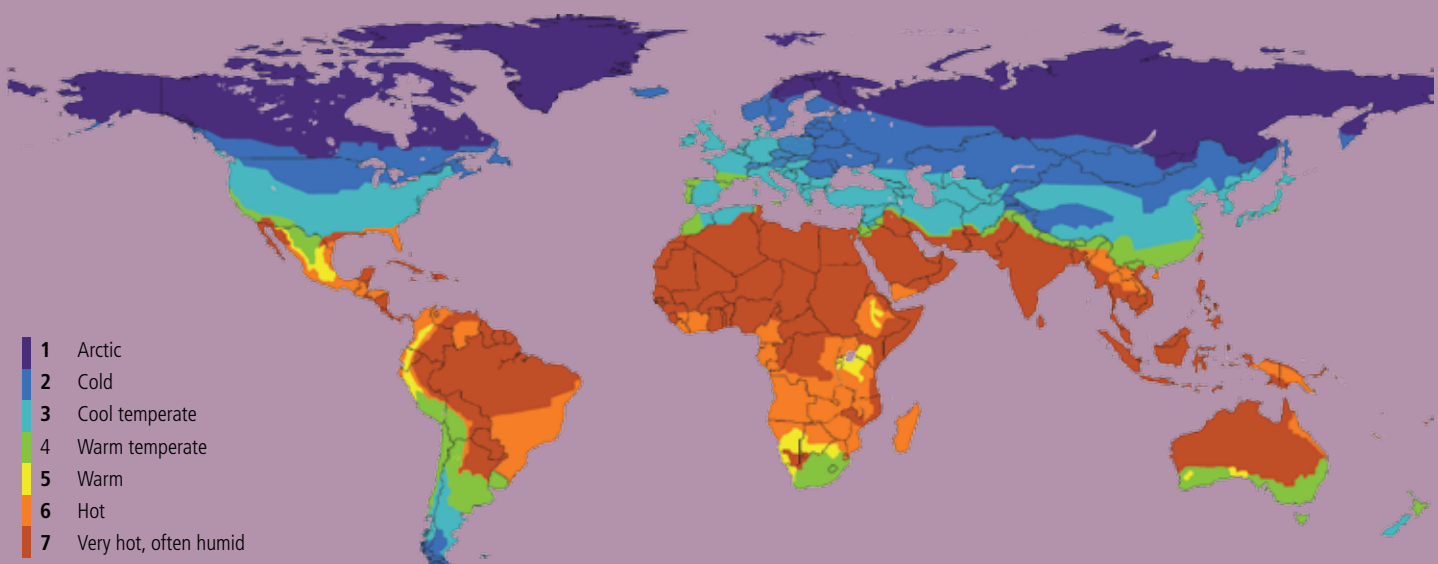 1 Arctic
2 Cold
3 Cool temperate
4 Warm temperate
5 Warm
6 Hot
7 Very hot, often humid